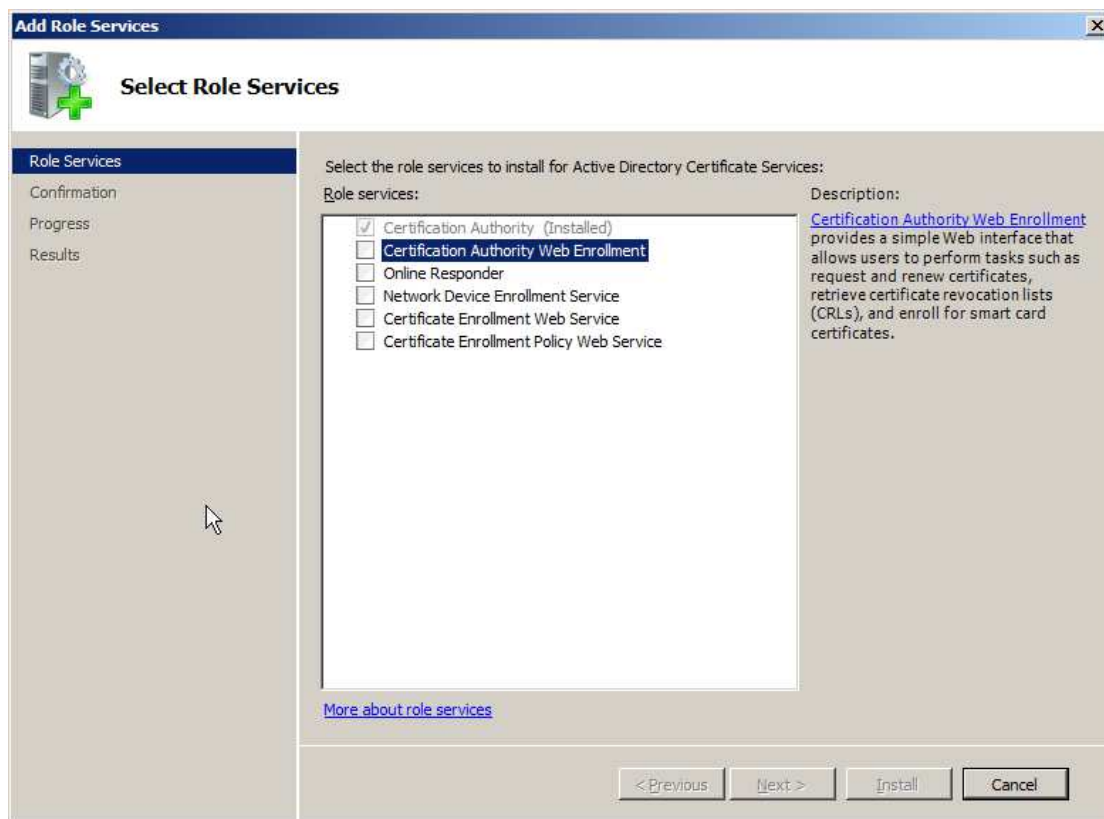 Add Role Services
Select Role Services
Role Services
Confirmation
Progress
Results
Select the role services to install for Active Directory Certificate Services:
Role services:
Certification Authority (Installed)
Certification Authority Web Enrollment
Online Responder
Network Device Enrollment Service
Certificate Enrollment Web Service
Certificate Enrollment Policy Web Service
More about role services
Description:
Certification Authority Web Enrollment
provides a simple Web interface that
allows users to perform tasks such as
request and renew certificates,
retrieve certificate revocation lists
(CRLs), and enroll for smart card
certificates.
< Previous
Next >
Install
Cancel